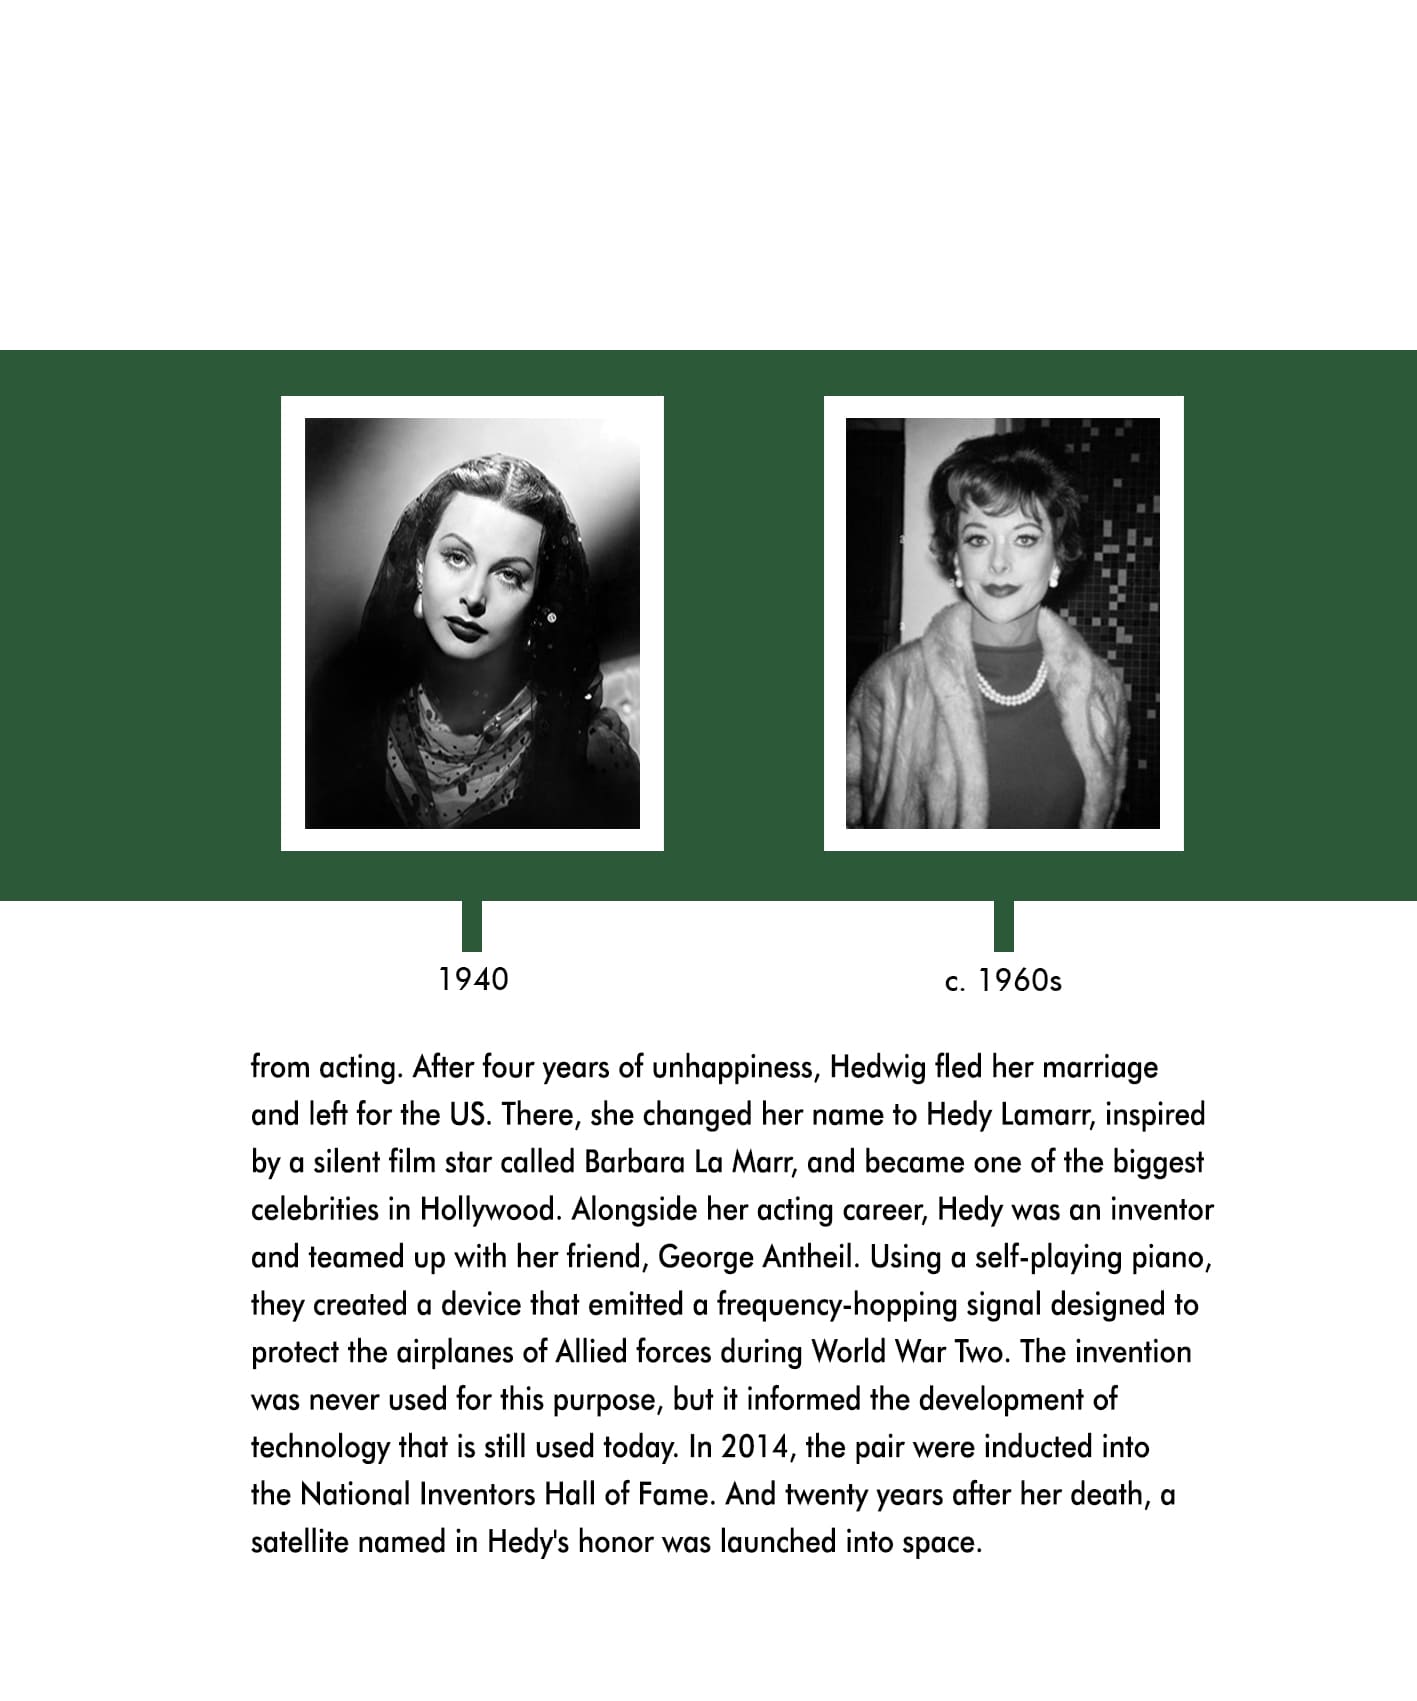 1940
c. 1960s
from acting. After four years of unhappiness, Hedwig fled her marriage
and left for the US. There, she changed her name to Hedy Lamarr, inspired
by a silent film star called Barbara La Marr, and became one of the biggest
celebrities in Hollywood. Alongside her acting career, Hedy was an inventor
and teamed up with her friend, George Antheil. Using a self-playing piano,
they created a device that emitted a frequency-hopping signal designed to
protect the airplanes of Allied forces during World War Two. The invention
was never used for this purpose, but it informed the development of
technology that is still used today. In 2014, the pair were inducted into
the National Inventors Hall of Fame. And twenty years after her death, a
satellite named in Hedy's honor was launched into space.